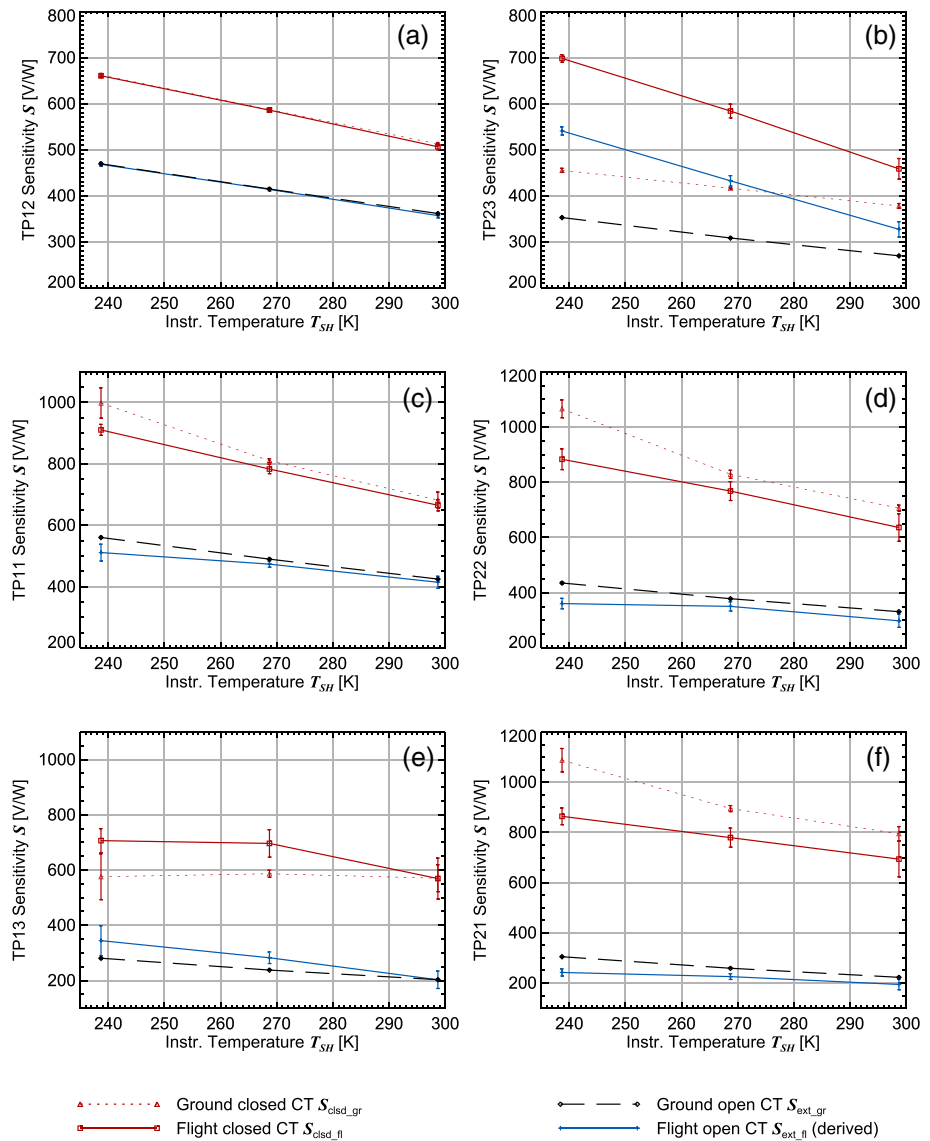 (a)
TP12 Sensitivity S [V/W]
800
700
600
500
400
300
200
240 250 260 270 280 290 300
Instr. Temperature T_SH [K]
(b)
TP23 Sensitivity S [V/W]
800
700
600
500
400
300
200
240 250 260 270 280 290 300
Instr. Temperature T_SH [K]
(c)
TP11 Sensitivity S [V/W]
1000
800
600
400
200
240 250 260 270 280 290 300
Instr. Temperature T_SH [K]
(d)
TP22 Sensitivity S [V/W]
1200
1000
800
600
400
200
240 250 260 270 280 290 300
Instr. Temperature T_SH [K]
(e)
TP13 Sensitivity S [V/W]
1000
800
600
400
200
240 250 260 270 280 290 300
Instr. Temperature T_SH [K]
(f)
TP21 Sensitivity S [V/W]
1200
1000
800
600
400
200
240 250 260 270 280 290 300
Instr. Temperature T_SH [K]
Ground closed CT S_clsd_gr
Flight closed CT S_clsd_fl
Ground open CT S_ext_gr
Flight open CT S_ext_fl (derived)